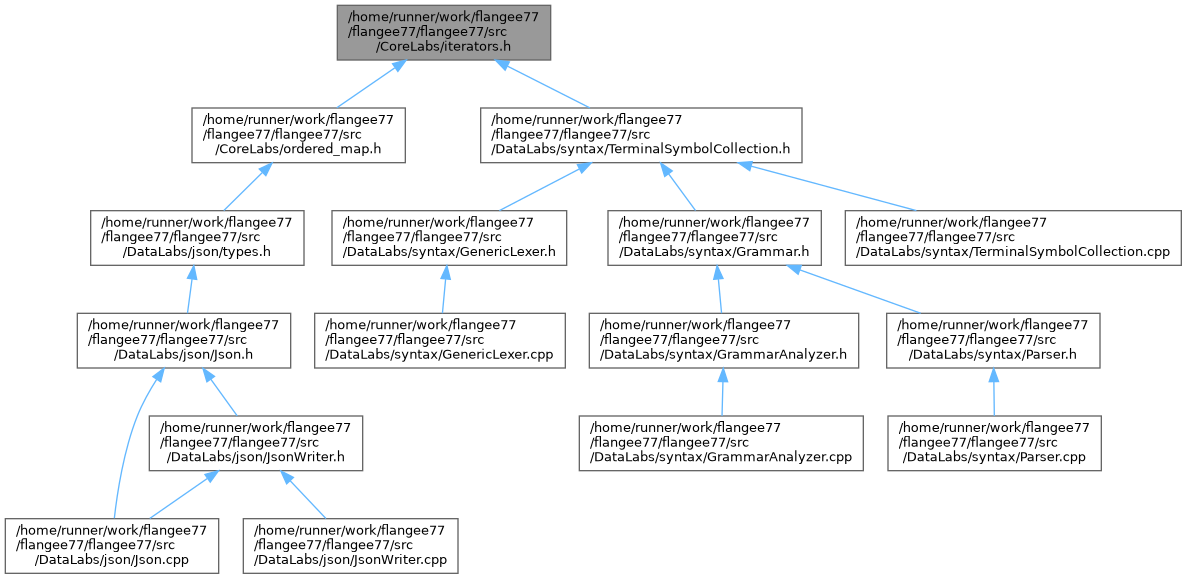 /home/runner/work/flangee77
/flangee77/flangee77/src
/CoreLabs/iterators.h
/home/runner/work/flangee77
/flangee77/flangee77/src
/CoreLabs/ordered_map.h
/home/runner/work/flangee77
/flangee77/flangee77/src
/DataLabs/syntax/TerminalSymbolCollection.h
/home/runner/work/flangee77
/flangee77/flangee77/src
/DataLabs/json/types.h
/home/runner/work/flangee77
/flangee77/flangee77/src
/DataLabs/syntax/GenericLexer.h
/home/runner/work/flangee77
/flangee77/flangee77/src
/DataLabs/syntax/Grammar.h
/home/runner/work/flangee77
/flangee77/flangee77/src
/DataLabs/syntax/TerminalSymbolCollection.cpp
/home/runner/work/flangee77
/flangee77/flangee77/src
/DataLabs/json/Json.h
/home/runner/work/flangee77
/flangee77/flangee77/src
/DataLabs/syntax/GenericLexer.cpp
/home/runner/work/flangee77
/flangee77/flangee77/src
/DataLabs/syntax/GrammarAnalyzer.h
/home/runner/work/flangee77
/flangee77/flangee77/src
/DataLabs/syntax/Parser.h
/home/runner/work/flangee77
/flangee77/flangee77/src
/DataLabs/json/JsonWriter.h
/home/runner/work/flangee77
/flangee77/flangee77/src
/DataLabs/syntax/GrammarAnalyzer.cpp
/home/runner/work/flangee77
/flangee77/flangee77/src
/DataLabs/syntax/Parser.cpp
/home/runner/work/flangee77
/flangee77/flangee77/src
/DataLabs/json/Json.cpp
/home/runner/work/flangee77
/flangee77/flangee77/src
/DataLabs/json/JsonWriter.cpp